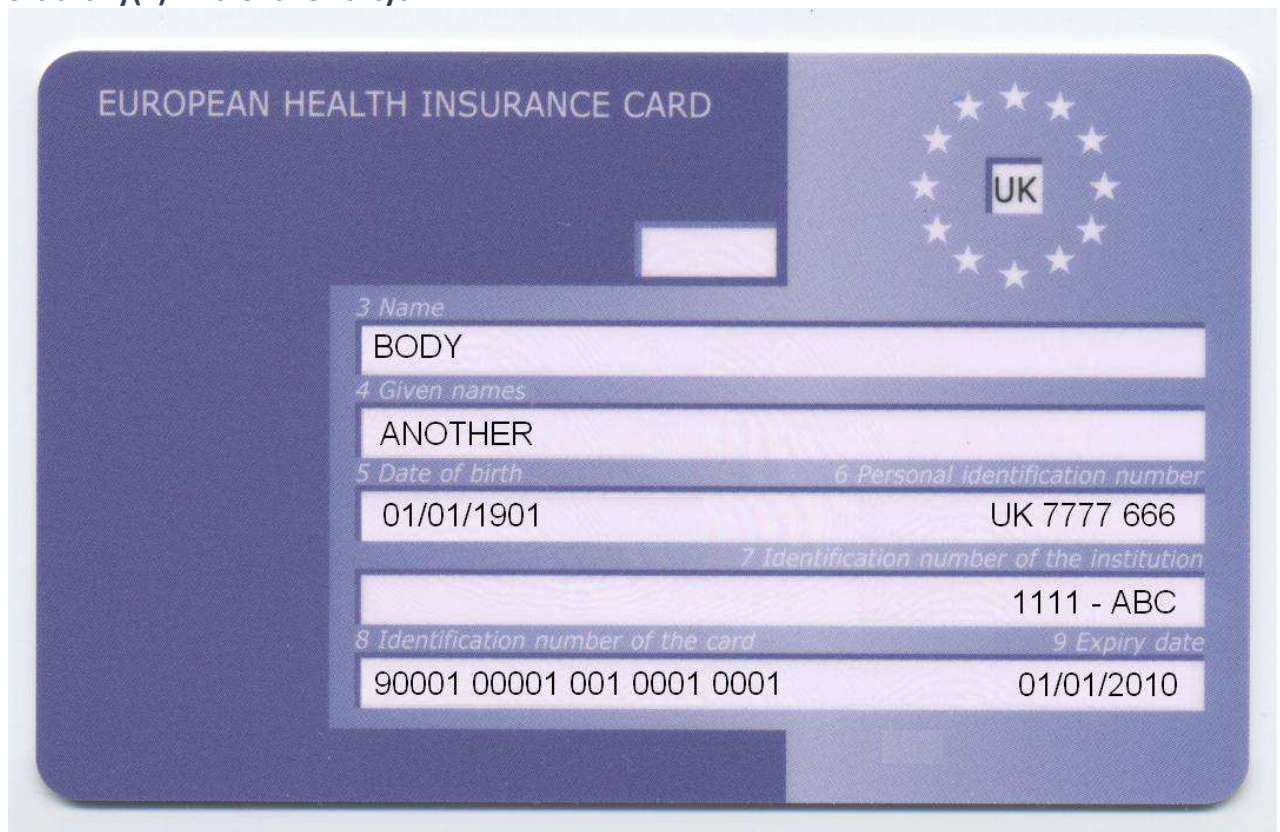 EUROPEAN HEALTH INSURANCE CARD
UK
3 Name
BODY
4 Given names
ANOTHER
5 Date of birth 6 Personal identification number
01/01/1901 UK 7777 666
7 Identification number of the institution
1111 - ABC
8 Identification number of the card 9 Expiry date
90001 00001 001 0001 0001 01/01/2010